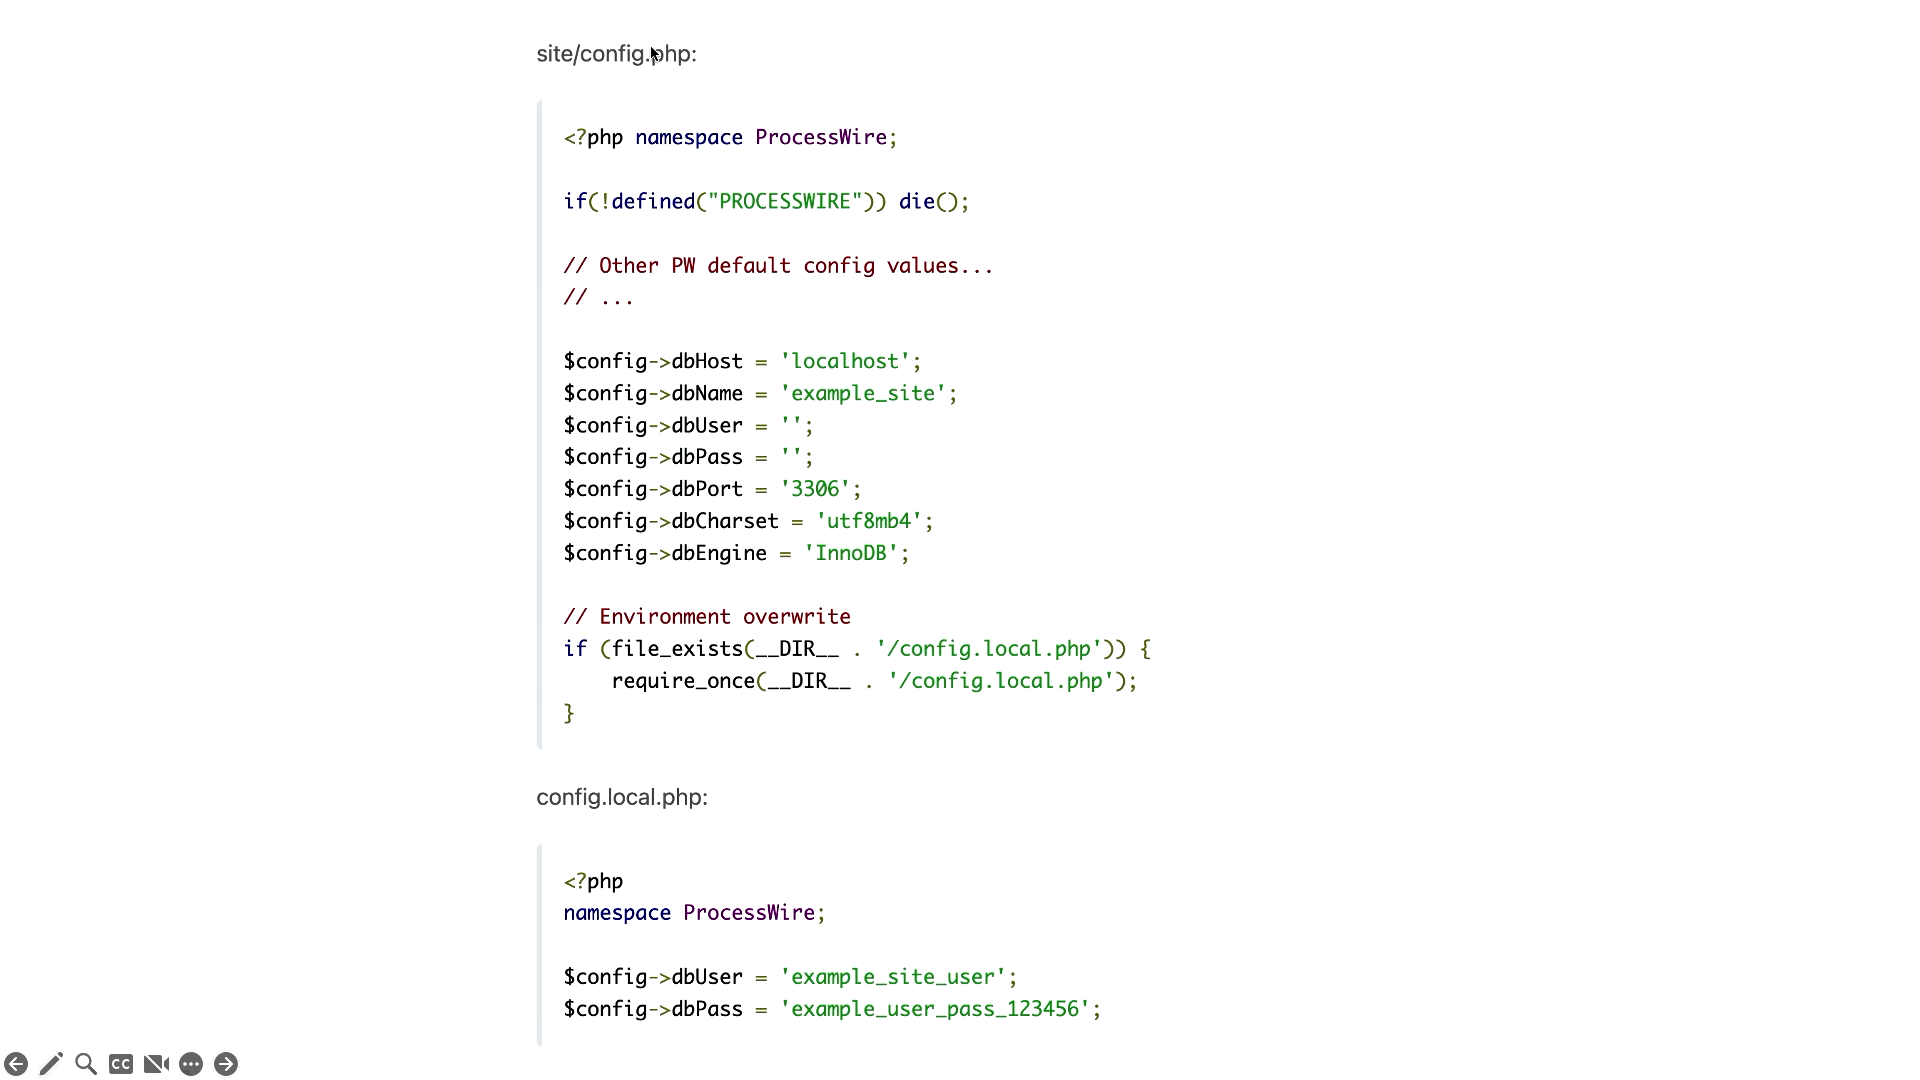 site/config.php:
<?php namespace ProcessWire;
if(!defined("PROCESSWIRE")) die();
// Other PW default config values...
// ...
$config->dbHost = 'localhost';
$config->dbName = 'example_site';
$config->dbUser = '';
$config->dbPass = '';
$config->dbPort = '3306';
$config->dbCharset = 'utf8mb4';
$config->dbEngine = 'InnoDB';
// Environment overwrite
if (file_exists(__DIR__ . '/config.local.php')) {
    require_once(__DIR__ . '/config.local.php');
}
config.local.php:
<?php
namespace ProcessWire;
$config->dbUser = 'example_site_user';
$config->dbPass = 'example_user_pass_123456';
CC